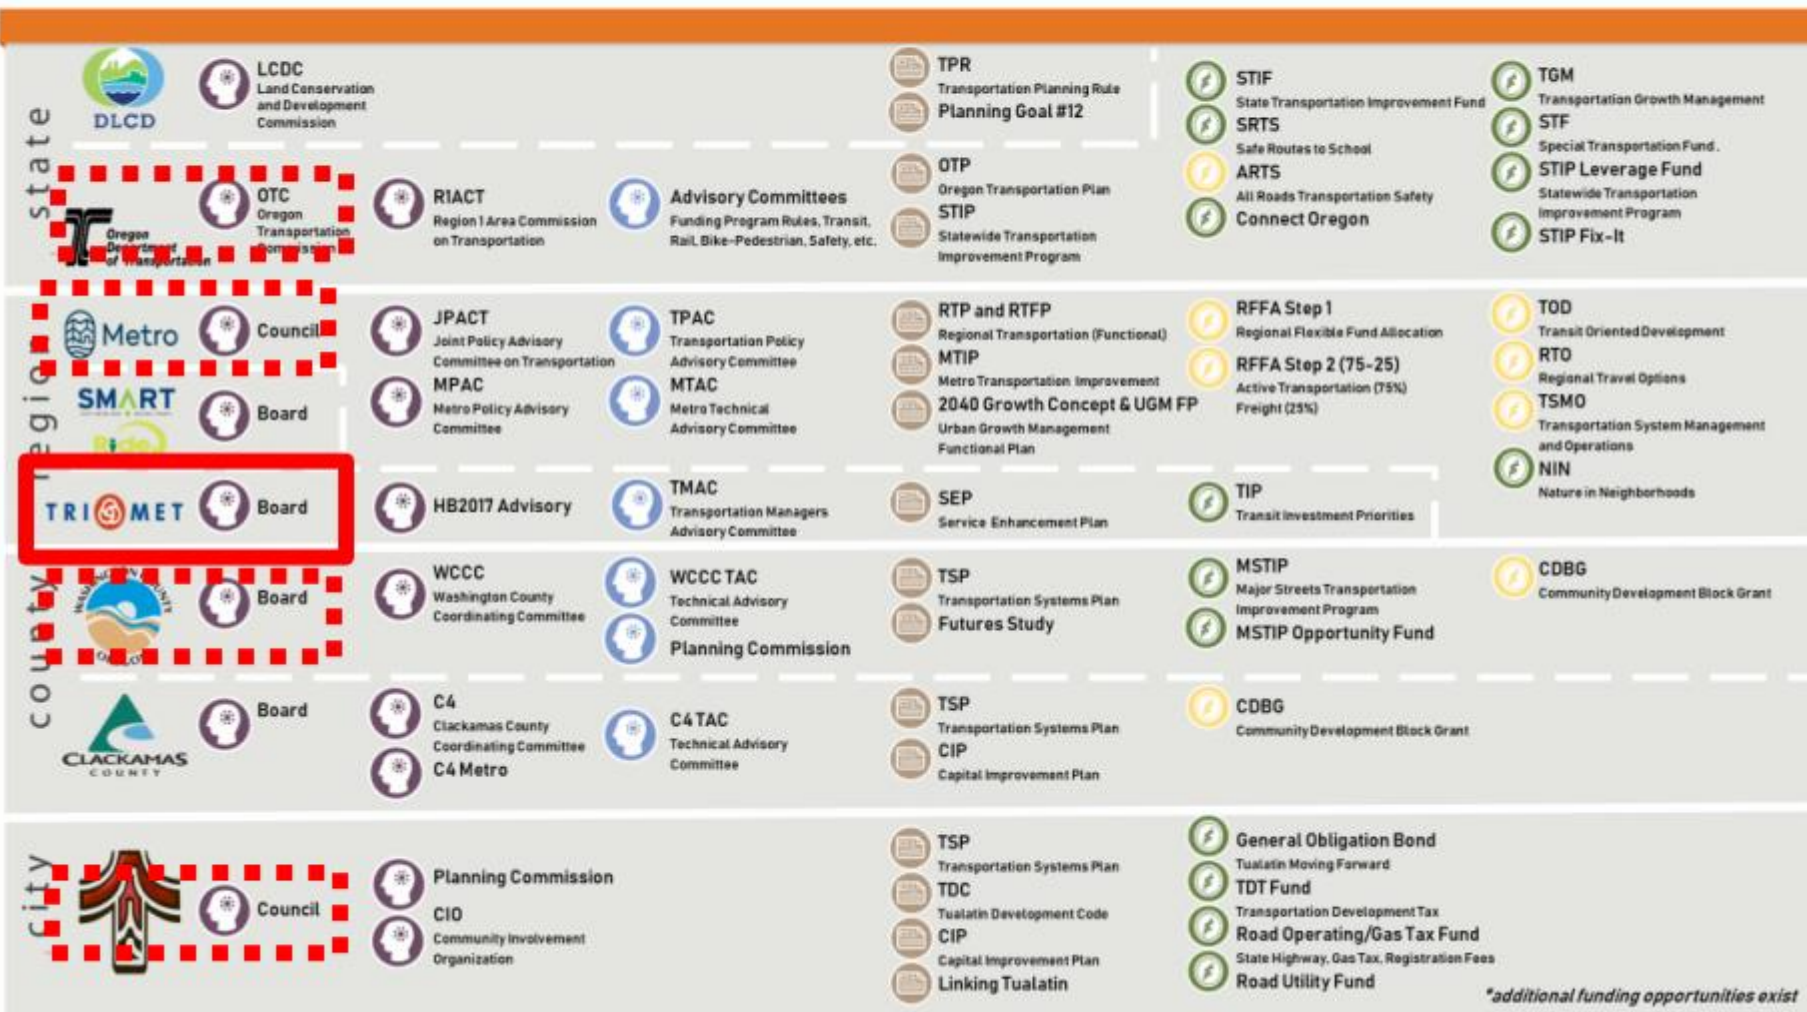 state
DLCD
LCDC
Land Conservation
and Development
Commission
TPR
Transportation Planning Rule
Planning Goal #12
STIF
State Transportation Improvement Fund
SRTS
Safe Routes to School
ARTS
All Roads Transportation Safety
Connect Oregon
TGM
Transportation Growth Management
STF
Special Transportation Fund.
STIP Leverage Fund
Statewide Transportation
Improvement Program
STIP Fix-It
Oregon
Department
of Transportation
OTC
Oregon
Transportation
Commission
R1ACT
Region 1 Area Commission
on Transportation
Advisory Committees
Funding Program Rules, Transit,
Rail, Bike-Pedestrian, Safety, etc.
OTP
Oregon Transportation Plan
STIP
Statewide Transportation
Improvement Program
region
Metro
Council
JPACT
Joint Policy Advisory
Committee on Transportation
MPAC
Metro Policy Advisory
Committee
TPAC
Transportation Policy
Advisory Committee
MTAC
Metro Technical
Advisory Committee
RTP and RTFP
Regional Transportation (Functional)
MTIP
Metro Transportation Improvement
2040 Growth Concept & UGM FP
Urban Growth Management
Functional Plan
RFFA Step 1
Regional Flexible Fund Allocation
RFFA Step 2 (75-25)
Active Transportation (75%)
Freight (25%)
TOD
Transit Oriented Development
RTO
Regional Travel Options
TSMO
Transportation System Management
and Operations
NIN
Nature in Neighborhoods
SMART
Ride
Board
TRIMET
Board
HB2017 Advisory
TMAC
Transportation Managers
Advisory Committee
SEP
Service Enhancement Plan
TIP
Transit Investment Priorities
county
Board
WCCC
Washington County
Coordinating Committee
WCCC TAC
Technical Advisory
Committee
Planning Commission
TSP
Transportation Systems Plan
Futures Study
MSTIP
Major Streets Transportation
Improvement Program
MSTIP Opportunity Fund
CDBG
Community Development Block Grant
CLACKAMAS
COUNTY
Board
C4
Clackamas County
Coordinating Committee
C4 Metro
C4 TAC
Technical Advisory
Committee
TSP
Transportation Systems Plan
CIP
Capital Improvement Plan
CDBG
Community Development Block Grant
city
Council
Planning Commission
CIO
Community Involvement
Organization
TSP
Transportation Systems Plan
TDC
Tualatin Development Code
CIP
Capital Improvement Plan
Linking Tualatin
General Obligation Bond
Tualatin Moving Forward
TDT Fund
Transportation Development Tax
Road Operating/Gas Tax Fund
State Highway, Gas Tax, Registration Fees
Road Utility Fund
*additional funding opportunities exist